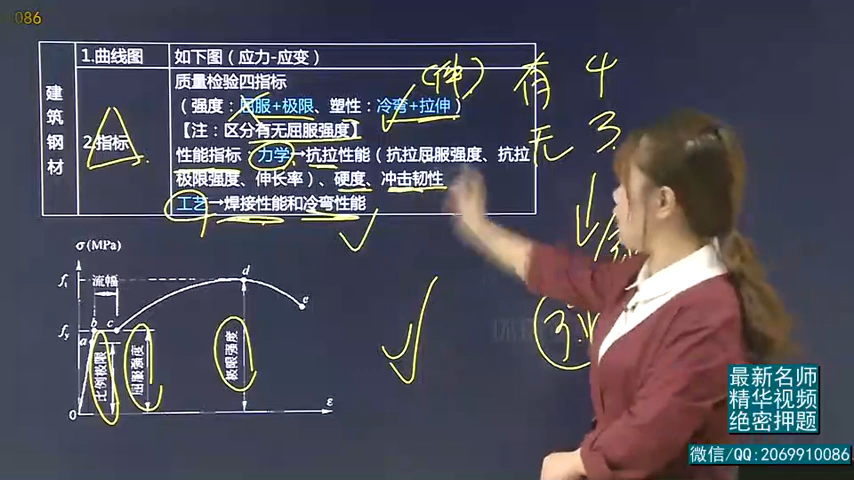 086
建筑钢材
1.曲线图
如下图（应力-应变）
2.指标
质量检验四指标
（强度：屈服+极限、塑性：冷弯+拉伸）
【注：区分有无屈服强度】
性能指标 力学→抗拉性能（抗拉屈服强度、抗拉
极限强度、伸长率）、硬度、冲击韧性
工艺→焊接性能和冷弯性能
(伸)
有 4
无 3
σ(MPa)
流幅
d
e
b
c
a
f_y
比例极限
屈服强度
极限强度
0
ε
最新名师
精华视频
绝密押题
微信/QQ:2069910086